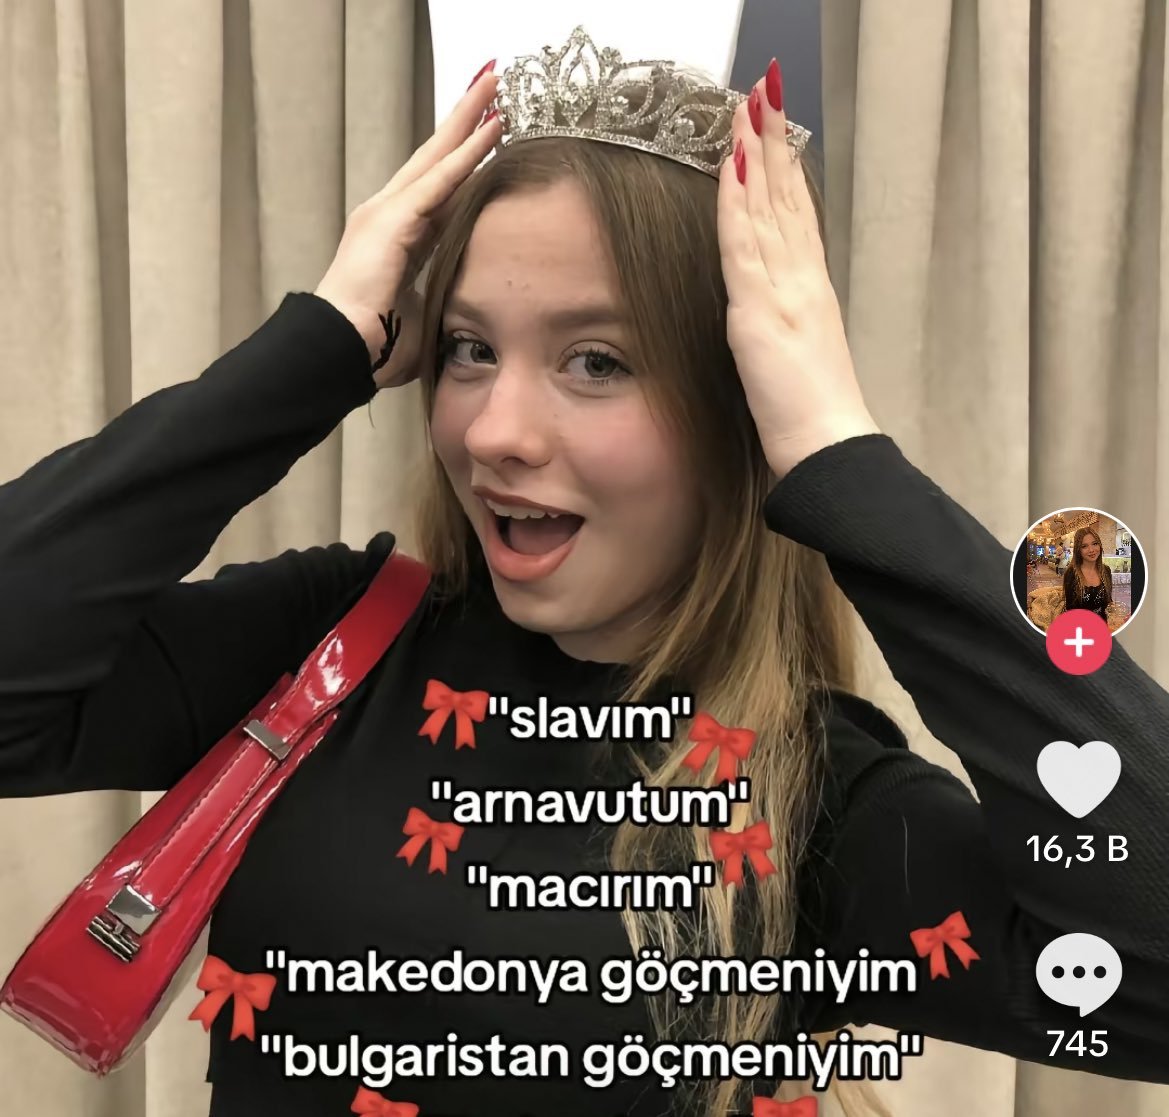 "slavım"
"arnavutum"
"macırım"
"makedonya göçmeniyim
"bulgaristan göçmeniyim"
16,3 B
745